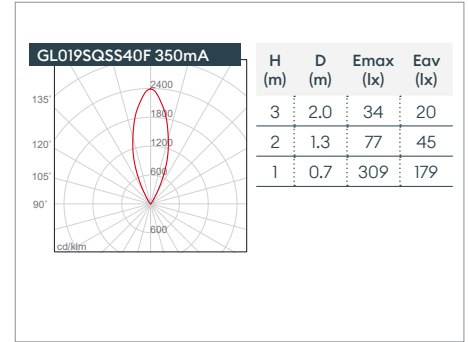 GL019SQSS40F 350mA
2400
135°
1800
120°
1200
105°
600
90°
600
cd/klm
H D Emax Eav
(m) (m) (lx) (lx)
3 2.0 34 20
2 1.3 77 45
1 0.7 309 179